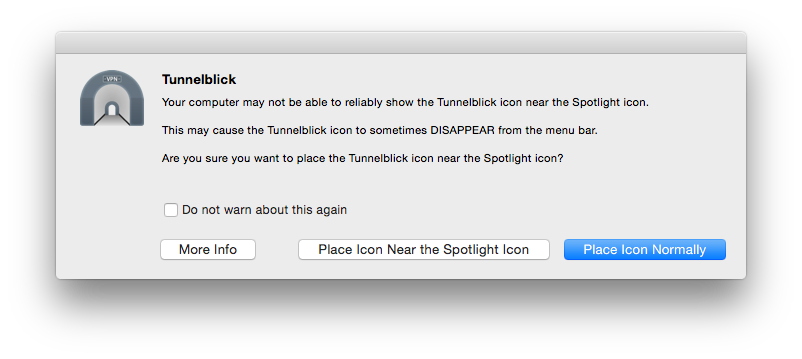 VPN
Tunnelblick
Your computer may not be able to reliably show the Tunnelblick icon near the Spotlight icon.
This may cause the Tunnelblick icon to sometimes DISAPPEAR from the menu bar.
Are you sure you want to place the Tunnelblick icon near the Spotlight icon?
Do not warn about this again
More Info
Place Icon Near the Spotlight Icon
Place Icon Normally